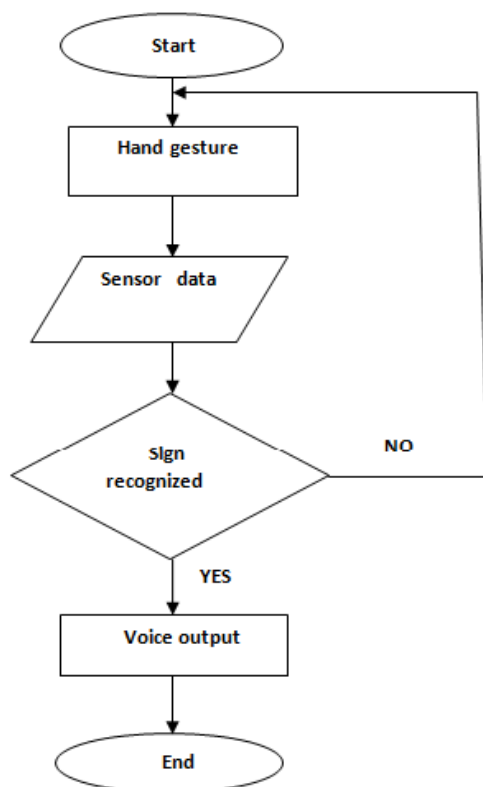 Start
Hand gesture
Sensor data
Sign
recognized
NO
YES
Voice output
End